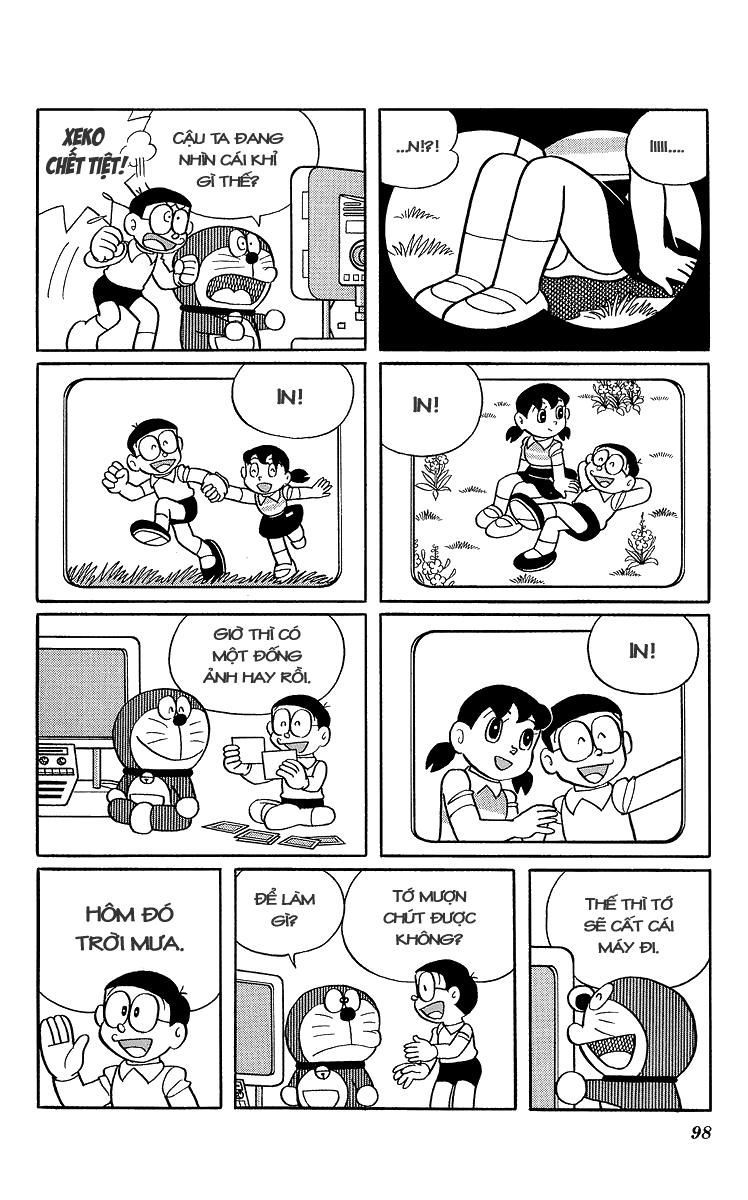 IIIII....
...N!?!
CẬU TA ĐANG
NHÌN CÁI KHỈ
GÌ THẾ?
XEKO
CHẾT TIỆT!
IN!
IN!
IN!
GIỜ THÌ CÓ
MỘT ĐỐNG
ẢNH HAY RỒI.
THẾ THÌ TỚ
SẼ CẤT CÁI
MÁY ĐI.
TỚ MƯỢN
CHÚT ĐƯỢC
KHÔNG?
ĐỂ LÀM
GÌ?
HÔM ĐÓ
TRỜI MƯA.
98